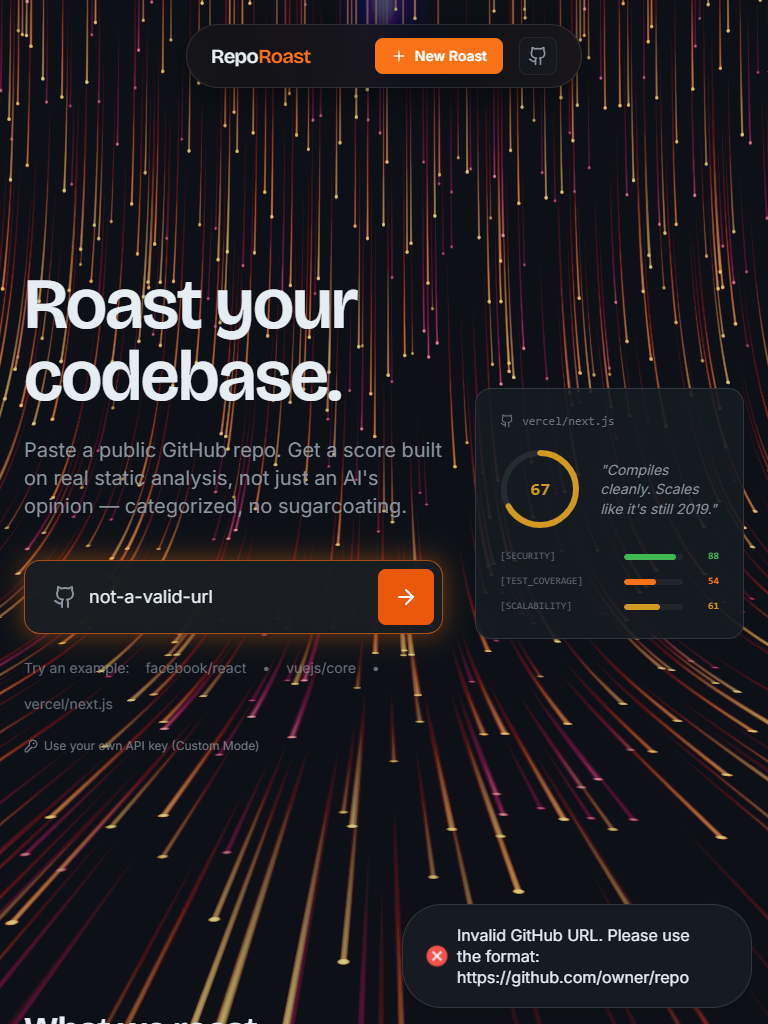 RepoRoast
New Roast
Roast your
codebase.
Paste a public GitHub repo. Get a score built
on real static analysis, not just an AI's
opinion — categorized, no sugarcoating.
not-a-valid-url
Try an example: facebook/react • vuejs/core •
vercel/next.js
Use your own API key (Custom Mode)
vercel/next.js
67
"Compiles
cleanly. Scales
like it's still 2019."
[SECURITY] 88
[TEST_COVERAGE] 54
[SCALABILITY] 61
Invalid GitHub URL. Please use
the format:
https://github.com/owner/repo
What we roast